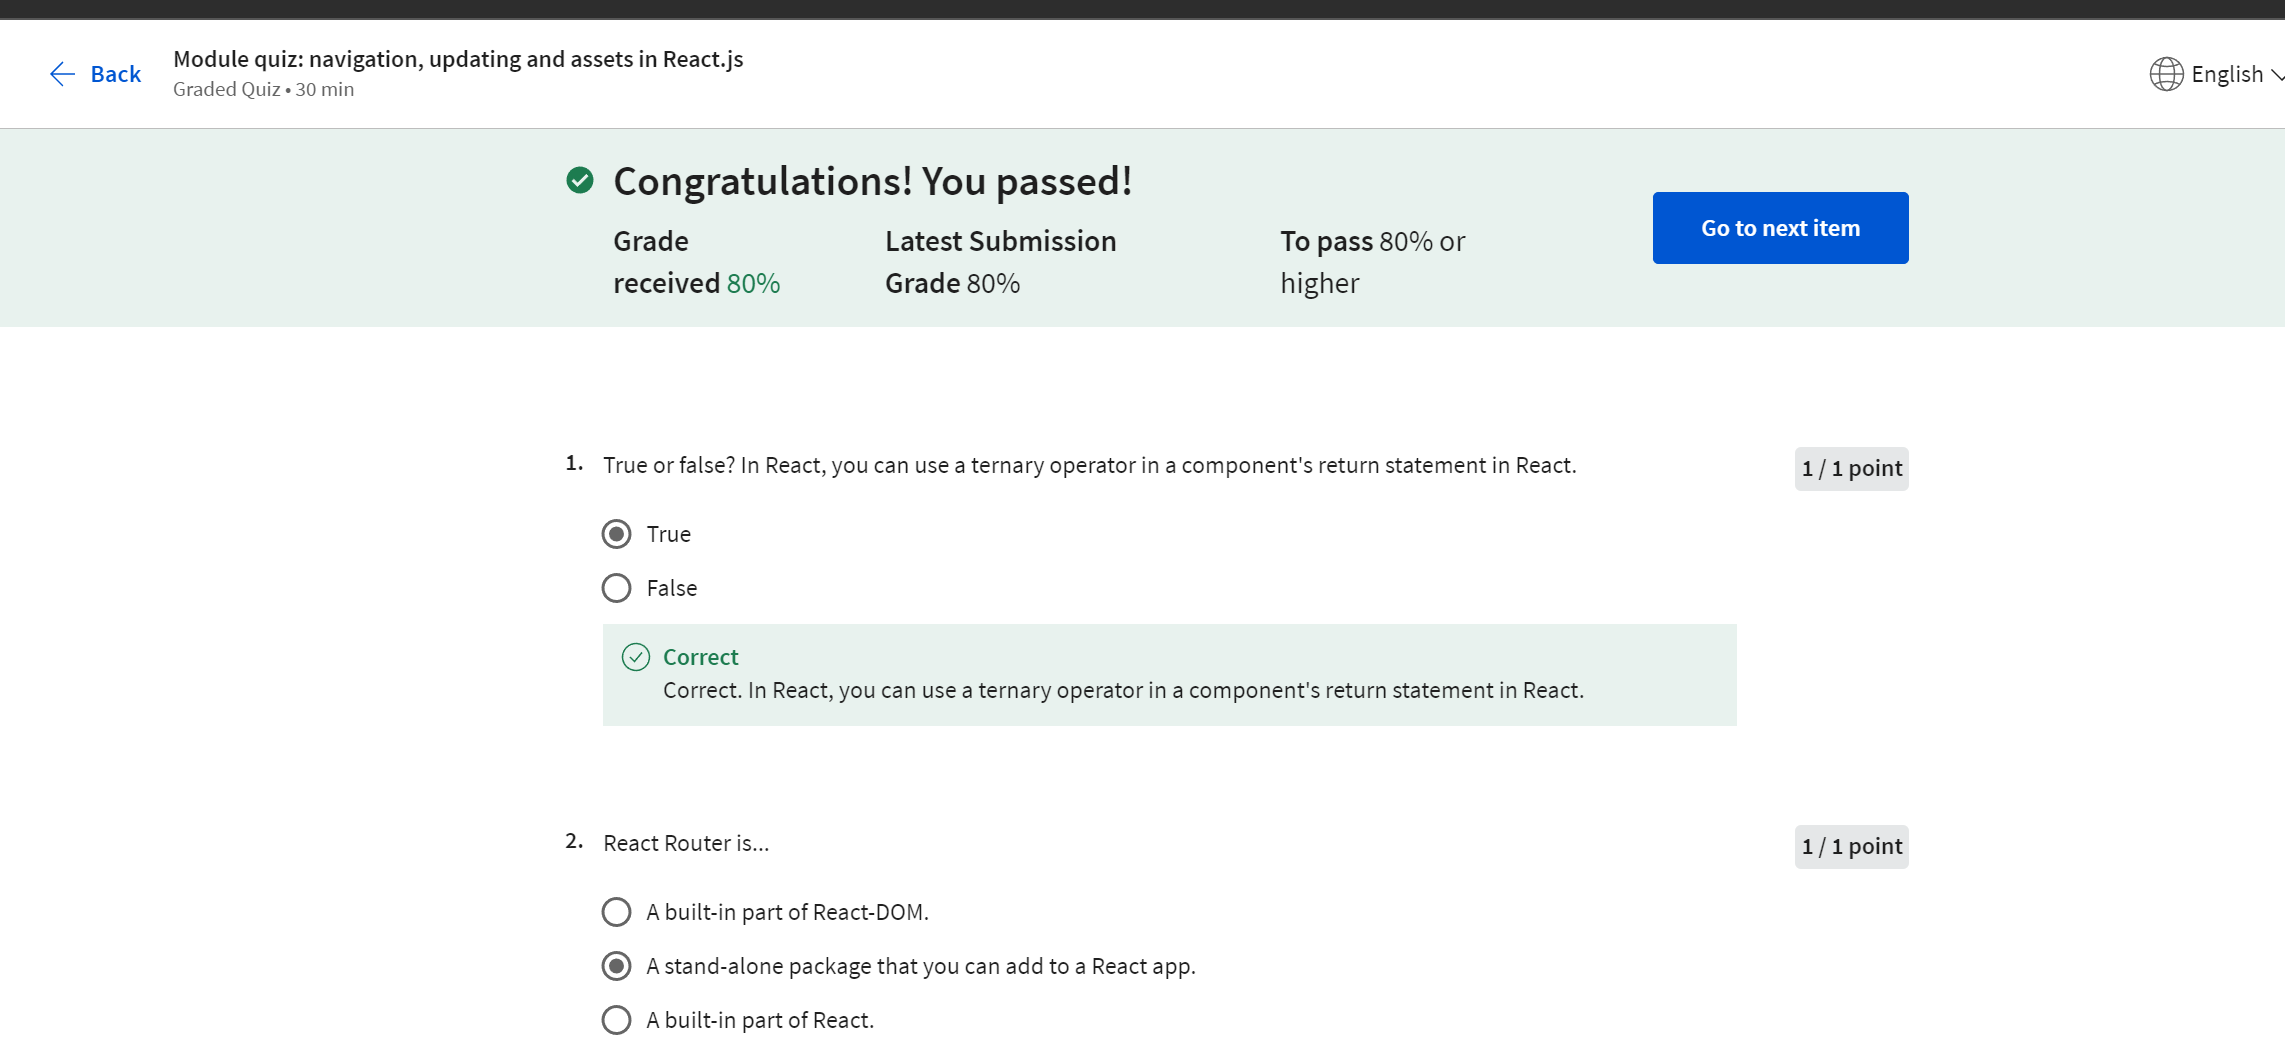 Back
Module quiz: navigation, updating and assets in React.js
Graded Quiz • 30 min
English
Congratulations! You passed!
Grade received 80%
Latest Submission Grade 80%
To pass 80% or higher
Go to next item
1. True or false? In React, you can use a ternary operator in a component's return statement in React.
1 / 1 point
True
False
Correct
Correct. In React, you can use a ternary operator in a component's return statement in React.
2. React Router is...
1 / 1 point
A built-in part of React-DOM.
A stand-alone package that you can add to a React app.
A built-in part of React.